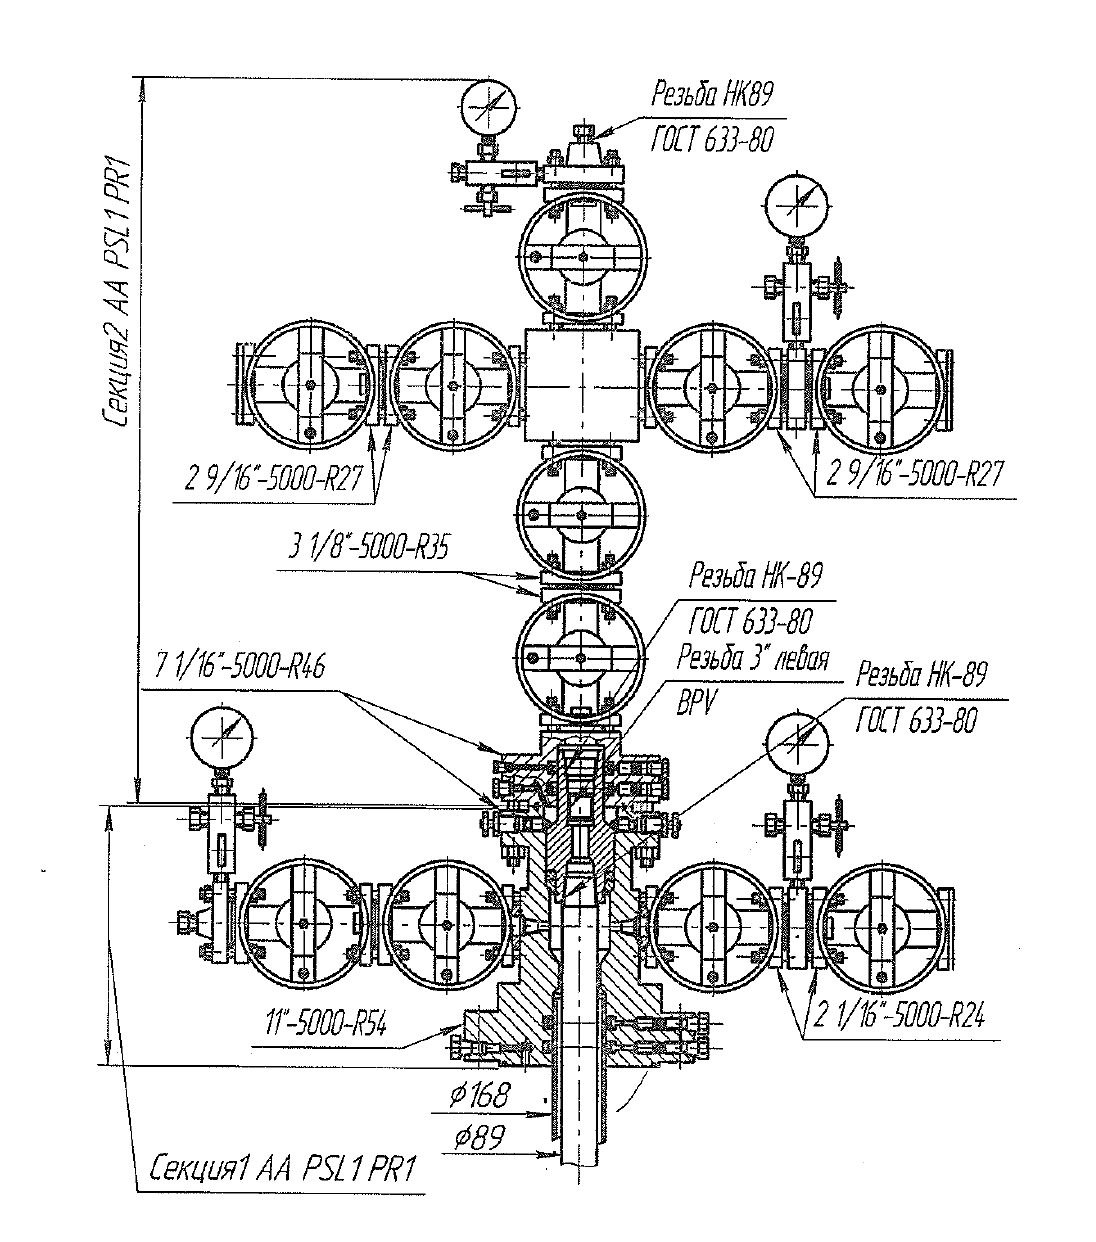 Резьба НК89
ГОСТ 633-80
Секция2 АА PSL1 PR1
2 9/16"-5000-R27
2 9/16"-5000-R27
3 1/8"-5000-R35
Резьба НК-89
ГОСТ 633-80
7 1/16"-5000-R46
Резьба 3" левая
BPV
Резьба НК-89
ГОСТ 633-80
11"-5000-R54
2 1/16"-5000-R24
ϕ168
ϕ89
Секция1 АА PSL1 PR1